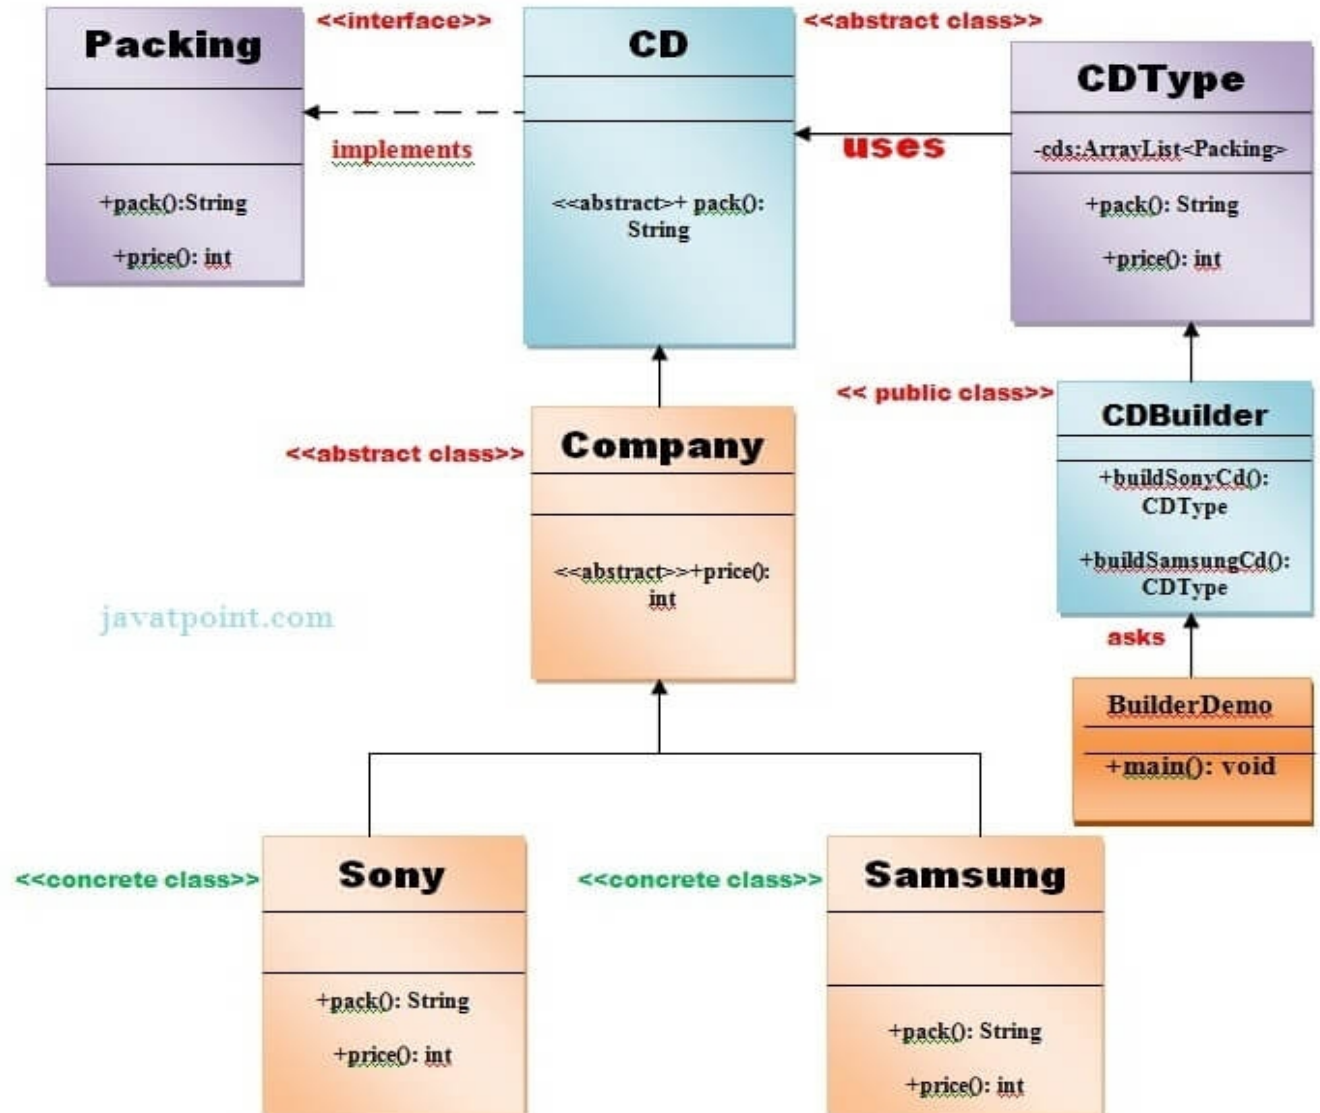 Packing
<<interface>>
+pack():String
+price(): int
implements
CD
<<abstract class>>
<<abstract>+ pack():
String
uses
CDType
-cds:ArrayList<Packing>
+pack(): String
+price(): int
<<abstract class>>
Company
<<abstract>>+price():
int
<< public class>>
CDBuilder
+buildSonyCd():
CDType
+buildSamsungCd():
CDType
asks
BuilderDemo
+main(): void
javatpoint.com
<<concrete class>>
Sony
+pack(): String
+price(): int
<<concrete class>>
Samsung
+pack(): String
+price(): int